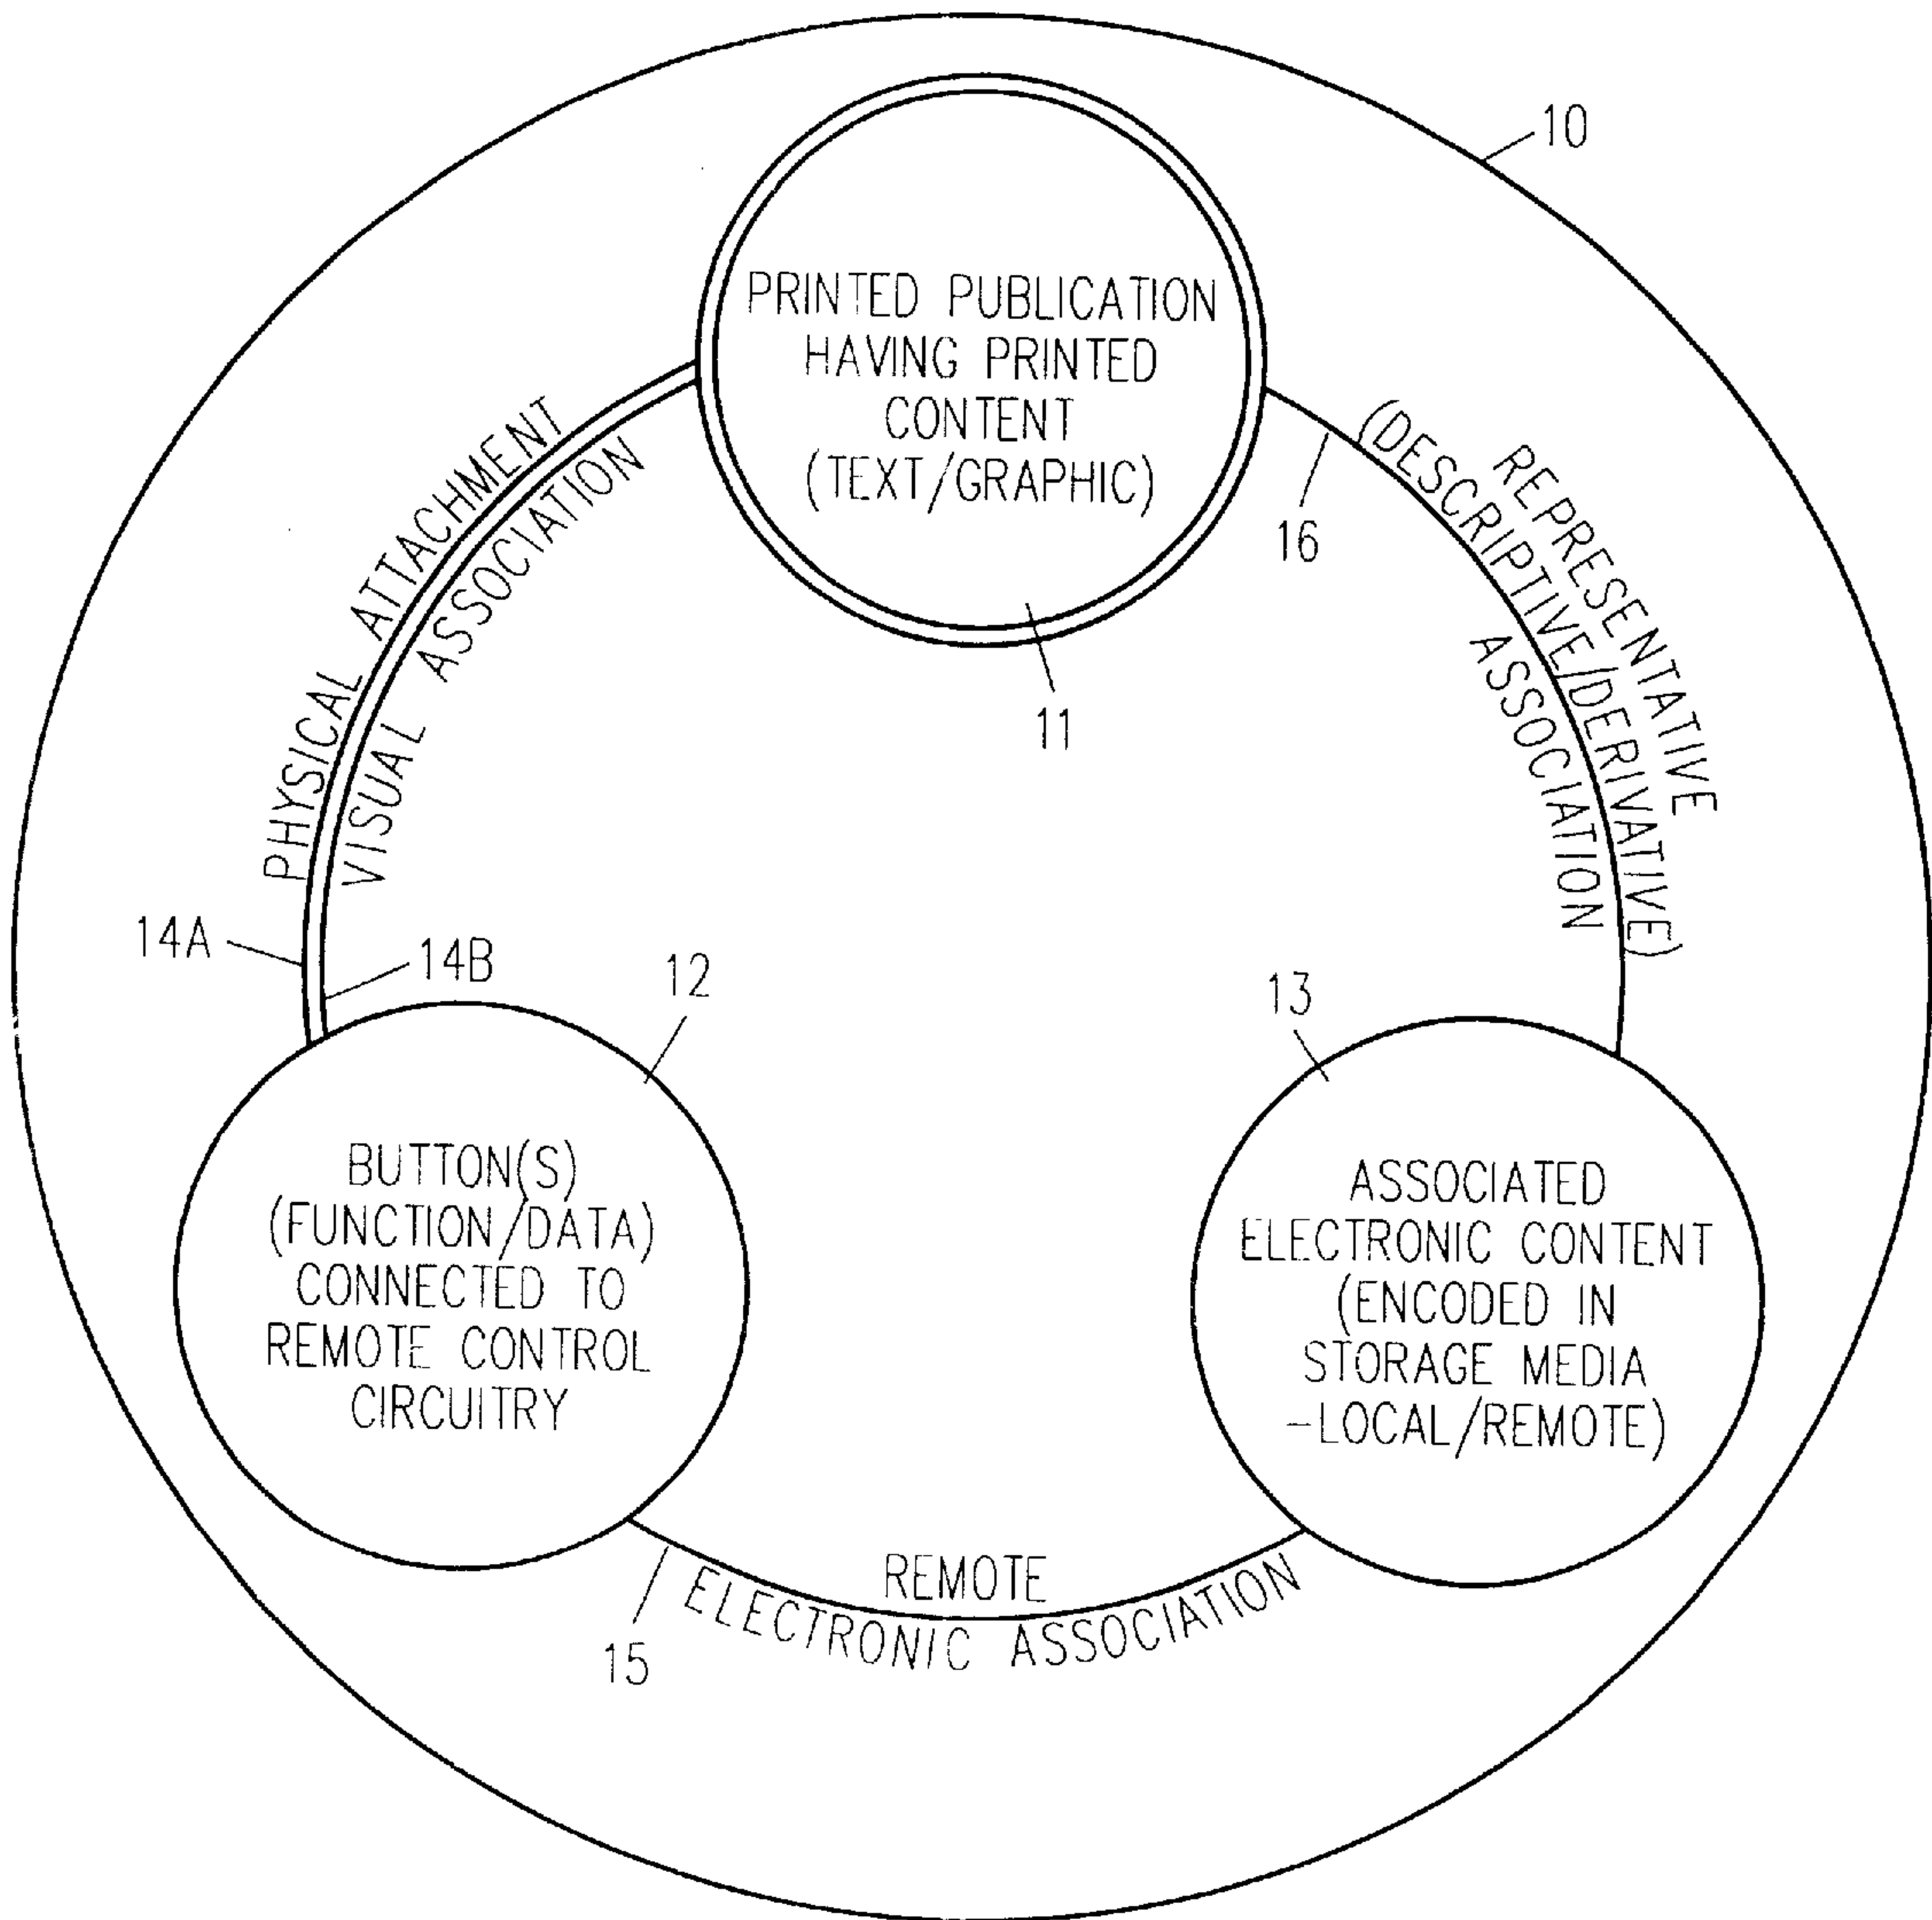 10
PRINTED PUBLICATION
HAVING PRINTED
CONTENT
(TEXT/GRAPHIC)
11
PHYSICAL ATTACHMENT
VISUAL ASSOCIATION
16
REPRESENTATIVE
(DESCRIPTIVE/DERIVATIVE)
ASSOCIATION
14A
14B
12
13
BUTTON(S)
(FUNCTION/DATA)
CONNECTED TO
REMOTE CONTROL
CIRCUITRY
ASSOCIATED
ELECTRONIC CONTENT
(ENCODED IN
STORAGE MEDIA
-LOCAL/REMOTE)
REMOTE
ELECTRONIC ASSOCIATION
15